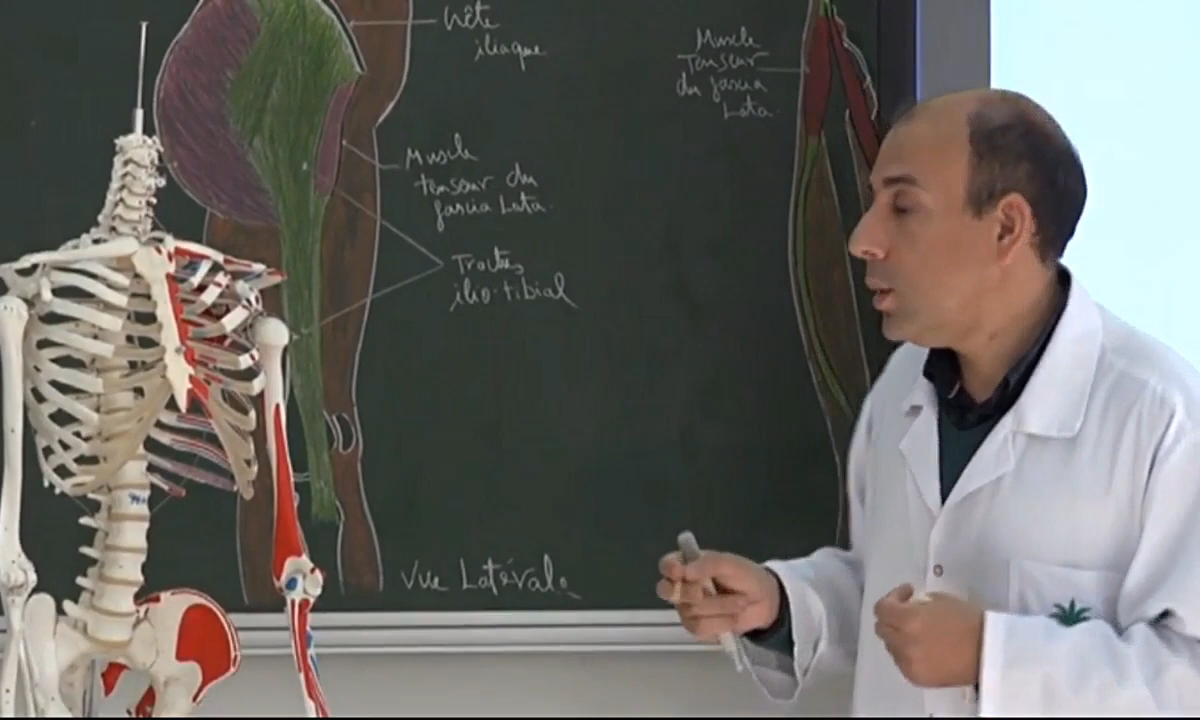 Crête
iliaque
Muscle
tenseur du
fascia Lata.
Tractus
ilio-tibial
Vue Latérale
Muscle
Tenseur
du fascia
Lata.